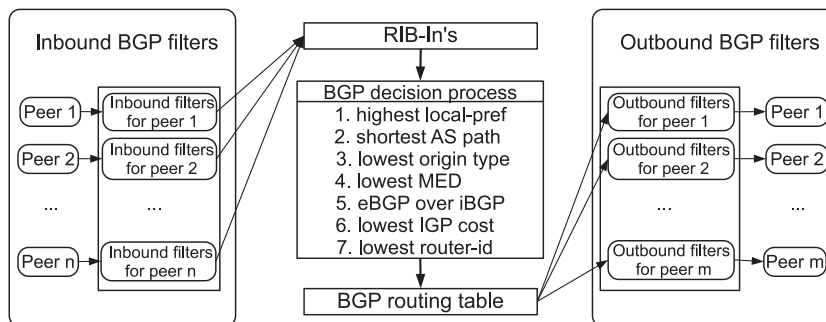 Inbound BGP filters
Peer 1
Inbound filters
for peer 1
Peer 2
Inbound filters
for peer 2
...
...
Peer n
Inbound filters
for peer n
RIB-In's
BGP decision process
1. highest local-pref
2. shortest AS path
3. lowest origin type
4. lowest MED
5. eBGP over iBGP
6. lowest IGP cost
7. lowest router-id
BGP routing table
Outbound BGP filters
Outbound filters
for peer 1
Peer 1
Outbound filters
for peer 2
Peer 2
...
...
Outbound filters
for peer m
Peer m